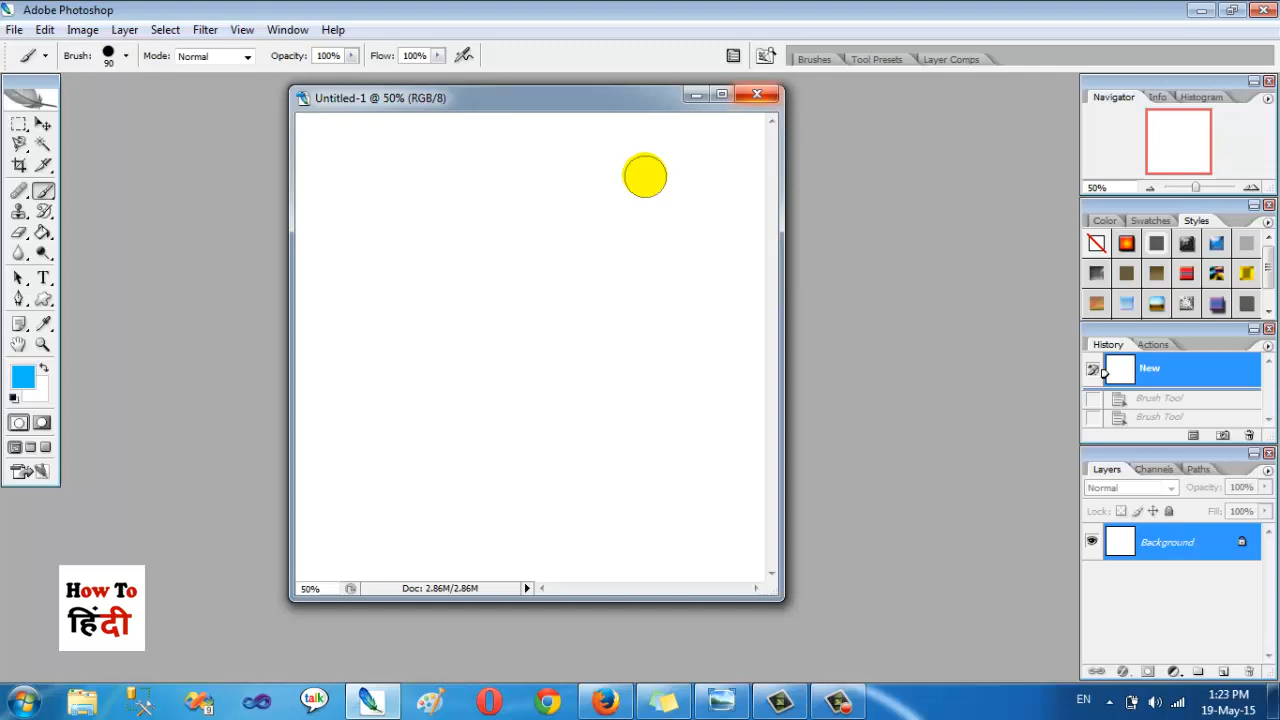 Adobe Photoshop
File Edit Image Layer Select Filter View Window Help
Brush: 90 Mode: Normal Opacity: 100% Flow: 100% Brushes Tool Presets Layer Comps
Untitled-1 @ 50% (RGB/8)
Navigator Info Histogram
50%
Color Swatches Styles
History Actions
New
Brush Tool
Brush Tool
Layers Channels Paths
Normal Opacity: 100%
Lock: Fill: 100%
Background
50% Doc: 2.86M/2.86M
How To
हिंदी
talk
EN 1:23 PM
19-May-15